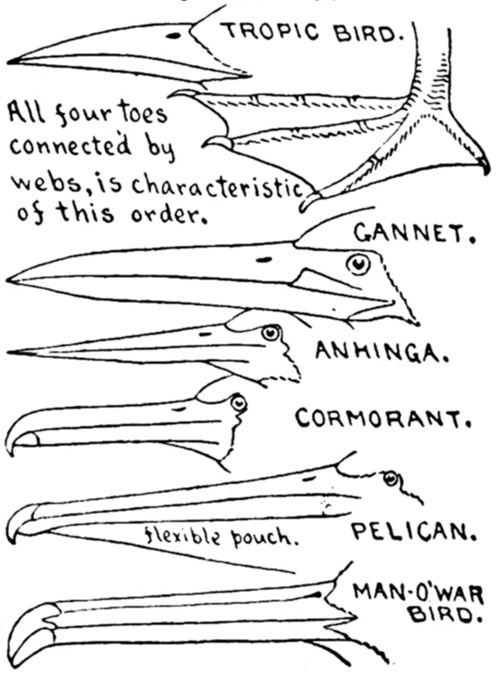 TROPIC BIRD.
All four toes
connected by
webs, is characteristic
of this order.
GANNET.
ANHINGA.
CORMORANT.
flexible pouch.
PELICAN.
MAN-O'WAR
BIRD.